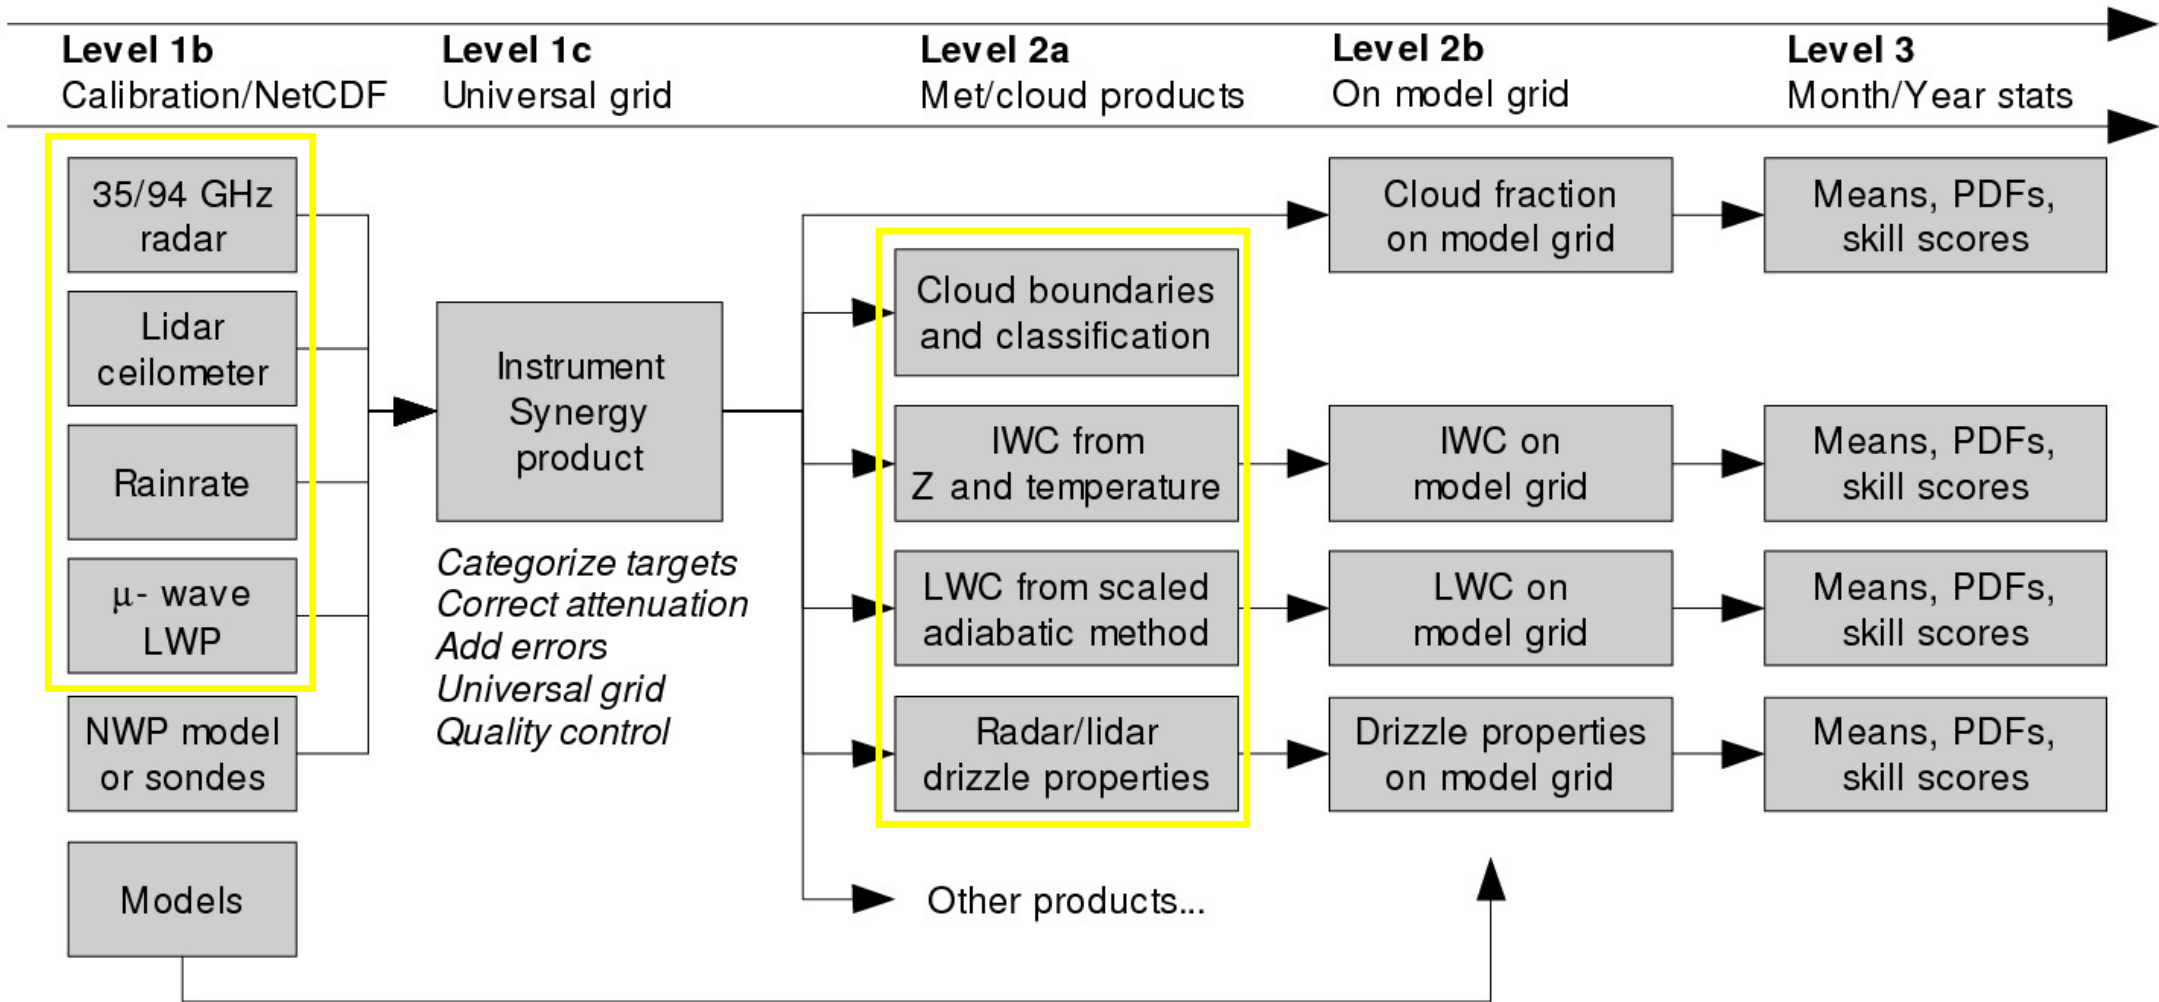 Level 1b
Calibration/NetCDF
Level 1c
Universal grid
Level 2a
Met/cloud products
Level 2b
On model grid
Level 3
Month/Year stats
35/94 GHz
radar
Lidar
ceilometer
Rainrate
μ- wave
LWP
NWP model
or sondes
Models
Instrument
Synergy
product
Categorize targets
Correct attenuation
Add errors
Universal grid
Quality control
Cloud boundaries
and classification
IWC from
Z and temperature
LWC from scaled
adiabatic method
Radar/lidar
drizzle properties
Other products...
Cloud fraction
on model grid
IWC on
model grid
LWC on
model grid
Drizzle properties
on model grid
Means, PDFs,
skill scores
Means, PDFs,
skill scores
Means, PDFs,
skill scores
Means, PDFs,
skill scores